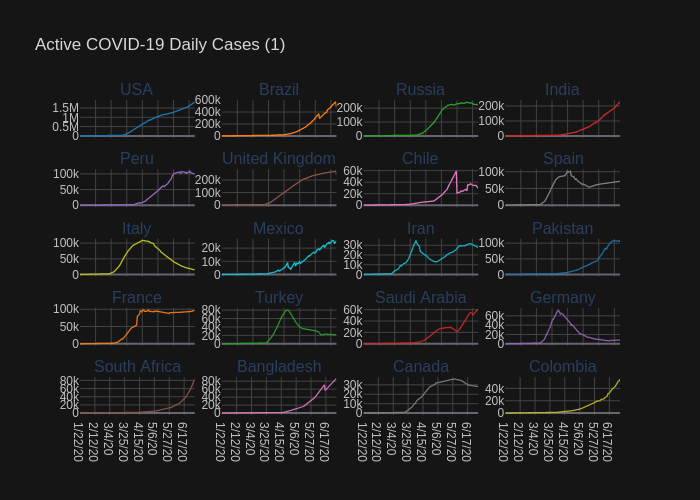 Active COVID-19 Daily Cases (1)
USA Brazil Russia India
1.5M 1M 0.5M 0 600k 400k 200k 0 200k 100k 0 200k 100k 0
Peru United Kingdom Chile Spain
100k 50k 0 200k 100k 0 60k 40k 20k 0 100k 50k 0
Italy Mexico Iran Pakistan
100k 50k 0 20k 10k 0 30k 20k 10k 0 100k 50k 0
France Turkey Saudi Arabia Germany
100k 50k 0 80k 60k 40k 20k 0 60k 40k 20k 0 60k 40k 20k 0
South Africa Bangladesh Canada Colombia
80k 60k 40k 20k 0 80k 60k 40k 20k 0 30k 20k 10k 0 40k 20k 0
1/22/20 2/12/20 3/4/20 3/25/20 4/15/20 5/6/20 5/27/20 6/17/20 1/22/20 2/12/20 3/4/20 3/25/20 4/15/20 5/6/20 5/27/20 6/17/20 1/22/20 2/12/20 3/4/20 3/25/20 4/15/20 5/6/20 5/27/20 6/17/20 1/22/20 2/12/20 3/4/20 3/25/20 4/15/20 5/6/20 5/27/20 6/17/20